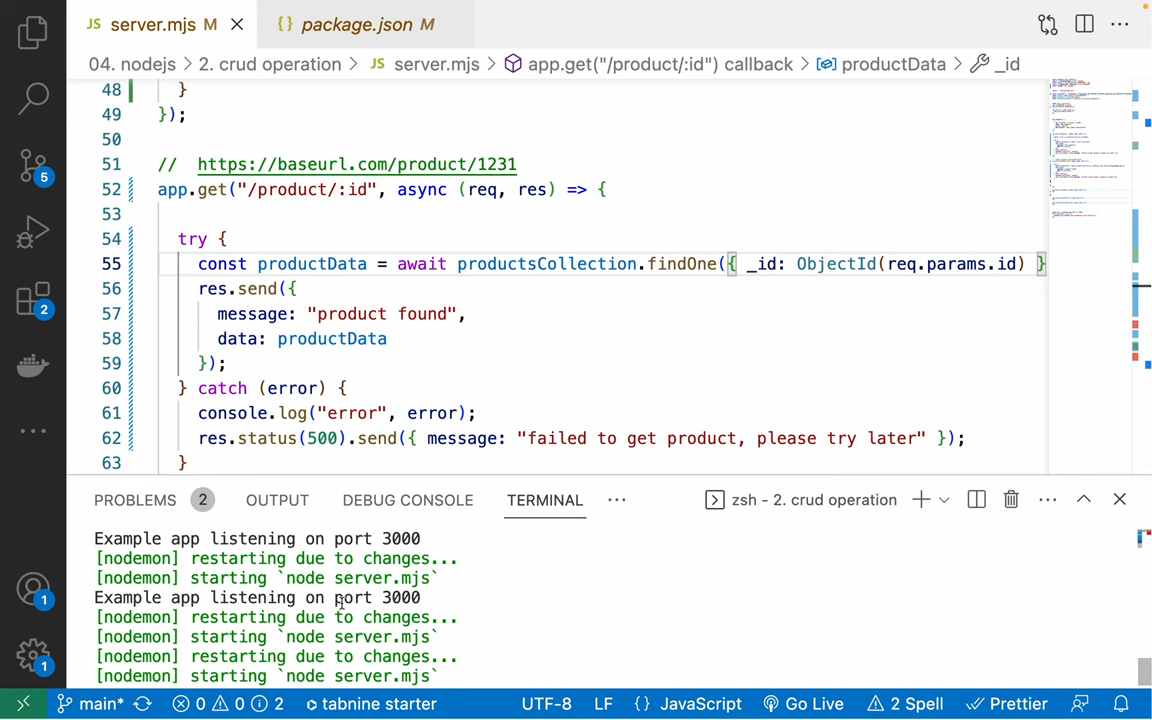 JS server.mjs M
{} package.json M
04. nodejs > 2. crud operation > JS server.mjs > app.get("/product/:id") callback > productData > _id
48 }
49 });
50
51 // https://baseurl.com/product/1231
52 app.get("/product/:id", async (req, res) => {
53
54 try {
55 const productData = await productsCollection.findOne({ _id: ObjectId(req.params.id) }
56 res.send({
57 message: "product found",
58 data: productData
59 });
60 } catch (error) {
61 console.log("error", error);
62 res.status(500).send({ message: "failed to get product, please try later" });
63 }
PROBLEMS 2 OUTPUT DEBUG CONSOLE TERMINAL ··· zsh - 2. crud operation
Example app listening on port 3000
[nodemon] restarting due to changes...
[nodemon] starting `node server.mjs`
Example app listening on port 3000
[nodemon] restarting due to changes...
[nodemon] starting `node server.mjs`
[nodemon] restarting due to changes...
[nodemon] starting `node server.mjs`
5
2
1
1
main* 0 0 2 tabnine starter UTF-8 LF {} JavaScript Go Live 2 Spell Prettier